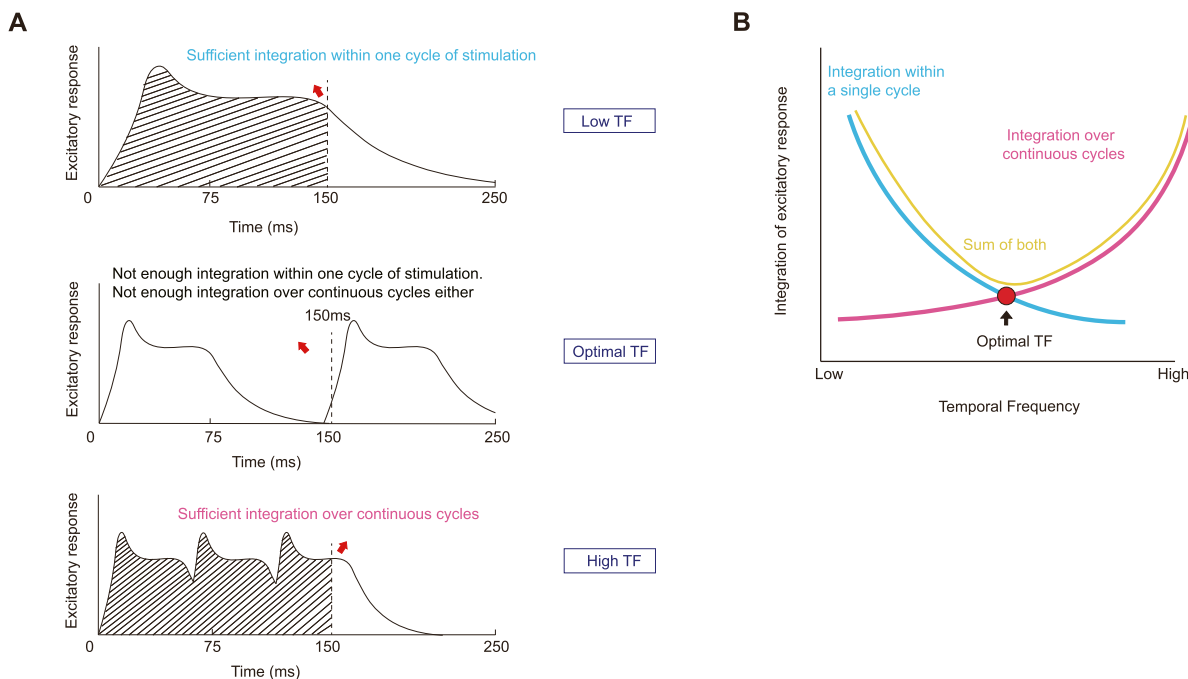 A
Sufficient integration within one cycle of stimulation
Excitatory response
Low TF
0
75
150
250
Time (ms)
Not enough integration within one cycle of stimulation.
Not enough integration over continuous cycles either
150ms
Excitatory response
Optimal TF
0
75
150
250
Time (ms)
Sufficient integration over continuous cycles
Excitatory response
High TF
0
75
150
250
Time (ms)
B
Integration within
a single cycle
Integration over
continuous cycles
Sum of both
Optimal TF
Integration of excitatory response
Low
High
Temporal Frequency